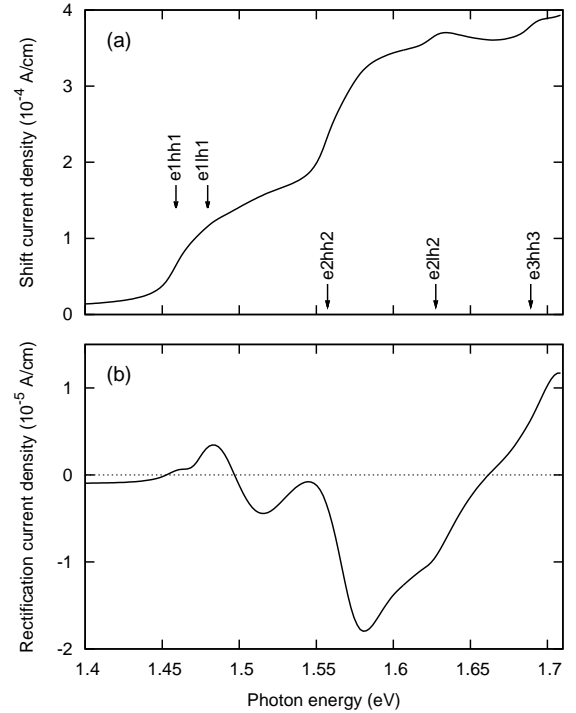 Shift current density (10⁻⁴ A/cm)
(a)
4
3
2
1
0
e1hh1
e1lh1
e2hh2
e2lh2
e3hh3
Rectification current density (10⁻⁵ A/cm)
(b)
1
0
-1
-2
1.4
1.45
1.5
1.55
1.6
1.65
1.7
Photon energy (eV)